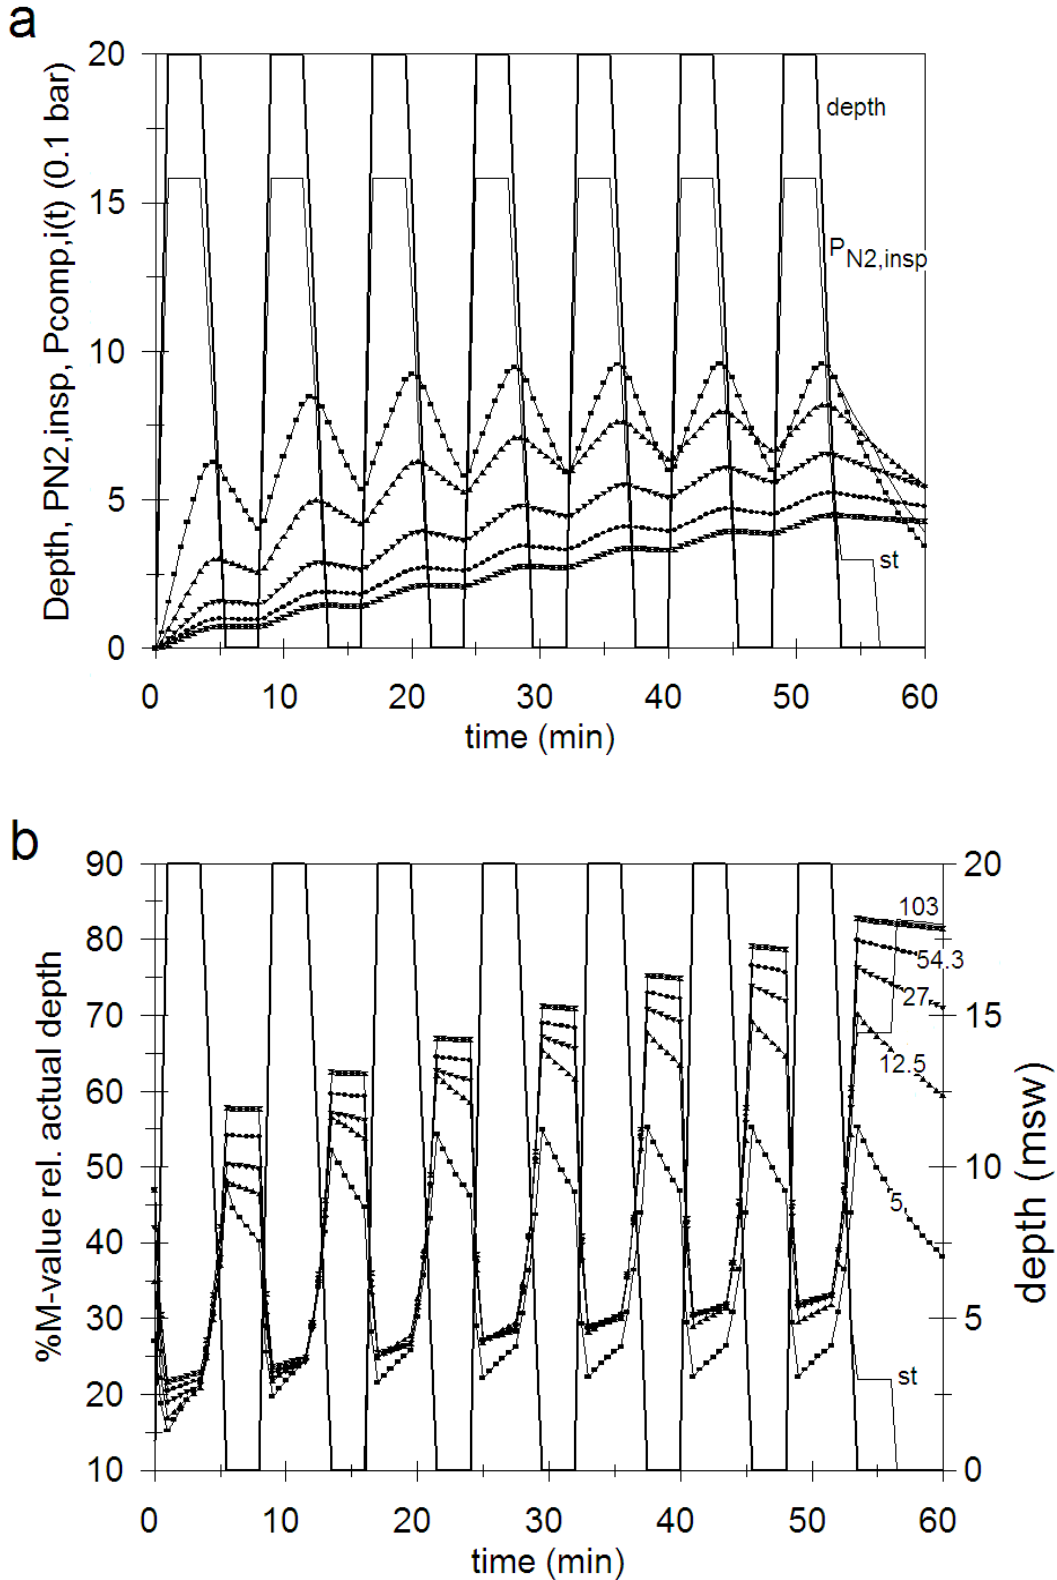 a
Depth, PN2,insp, Pcomp,i(t) (0.1 bar)
20
15
10
5
0
depth
PN2,insp
st
0 10 20 30 40 50 60
time (min)
b
%M-value rel. actual depth
90
80
70
60
50
40
30
20
10
103
54.3
27
12.5
5
st
20
15
10
5
0
depth (msw)
0 10 20 30 40 50 60
time (min)